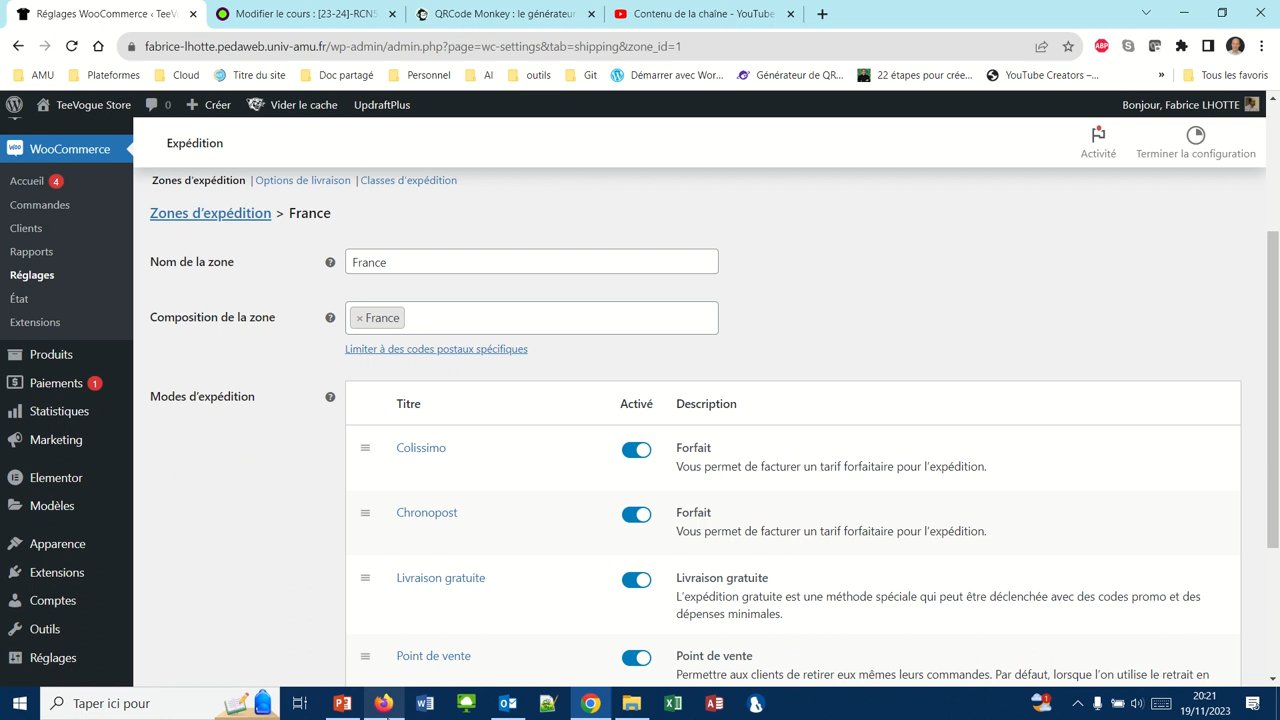 Réglages WooCommerce ‹ TeeV
Modifier le cours : [23-24]-RCNS
QRCode Monkey : le générateur
Contenu de la chaîne - YouTube
fabrice-lhotte.pedaweb.univ-amu.fr/wp-admin/admin.php?page=wc-settings&tab=shipping&zone_id=1
AMU Plateformes Cloud Titre du site Doc partagé Personnel AI outils Git Démarrer avec Wor... Générateur de QR... 22 étapes pour crée... YouTube Creators –... » Tous les favoris
TeeVogue Store 0 Créer Vider le cache UpdraftPlus Bonjour, Fabrice LHOTTE
WooCommerce
Accueil 4
Commandes
Clients
Rapports
Réglages
État
Extensions
Produits
Paiements 1
Statistiques
Marketing
Elementor
Modèles
Apparence
Extensions
Comptes
Outils
Réglages
Expédition
Activité
Terminer la configuration
Zones d'expédition | Options de livraison | Classes d'expédition
Zones d'expédition > France
Nom de la zone ? France
Composition de la zone ? × France
Limiter à des codes postaux spécifiques
Modes d'expédition ?
Titre Activé Description
Colissimo Forfait
Vous permet de facturer un tarif forfaitaire pour l'expédition.
Chronopost Forfait
Vous permet de facturer un tarif forfaitaire pour l'expédition.
Livraison gratuite Livraison gratuite
L'expédition gratuite est une méthode spéciale qui peut être déclenchée avec des codes promo et des
dépenses minimales.
Point de vente Point de vente
Permettre aux clients de retirer eux mêmes leurs commandes. Par défaut, lorsque l'on utilise le retrait en
Taper ici pour
20:21
19/11/2023